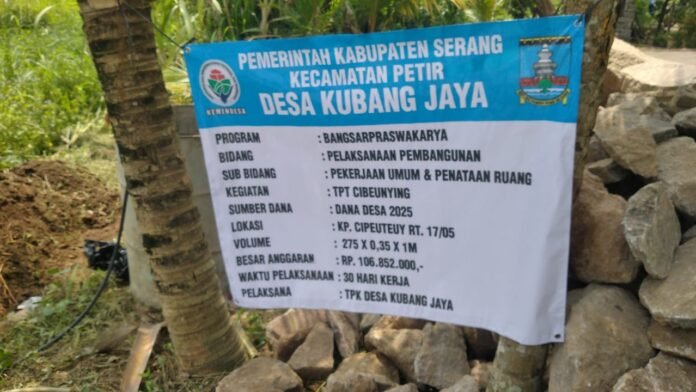 PEMERINTAH KABUPATEN SERANG
KECAMATAN PETIR
DESA KUBANG JAYA
KEMENDESA
PROGRAM : BANGSARPRASWAKARYA
BIDANG : PELAKSANAAN PEMBANGUNAN
SUB BIDANG : PEKERJAAN UMUM & PENATAAN RUANG
KEGIATAN : TPT CIBEUNYING
SUMBER DANA : DANA DESA 2025
LOKASI : KP. CIPEUTEUY RT. 17/05
VOLUME : 275 X 0,35 X 1M
BESAR ANGGARAN : RP. 106.852.000,-
WAKTU PELAKSANAAN : 30 HARI KERJA
PELAKSANA : TPK DESA KUBANG JAYA